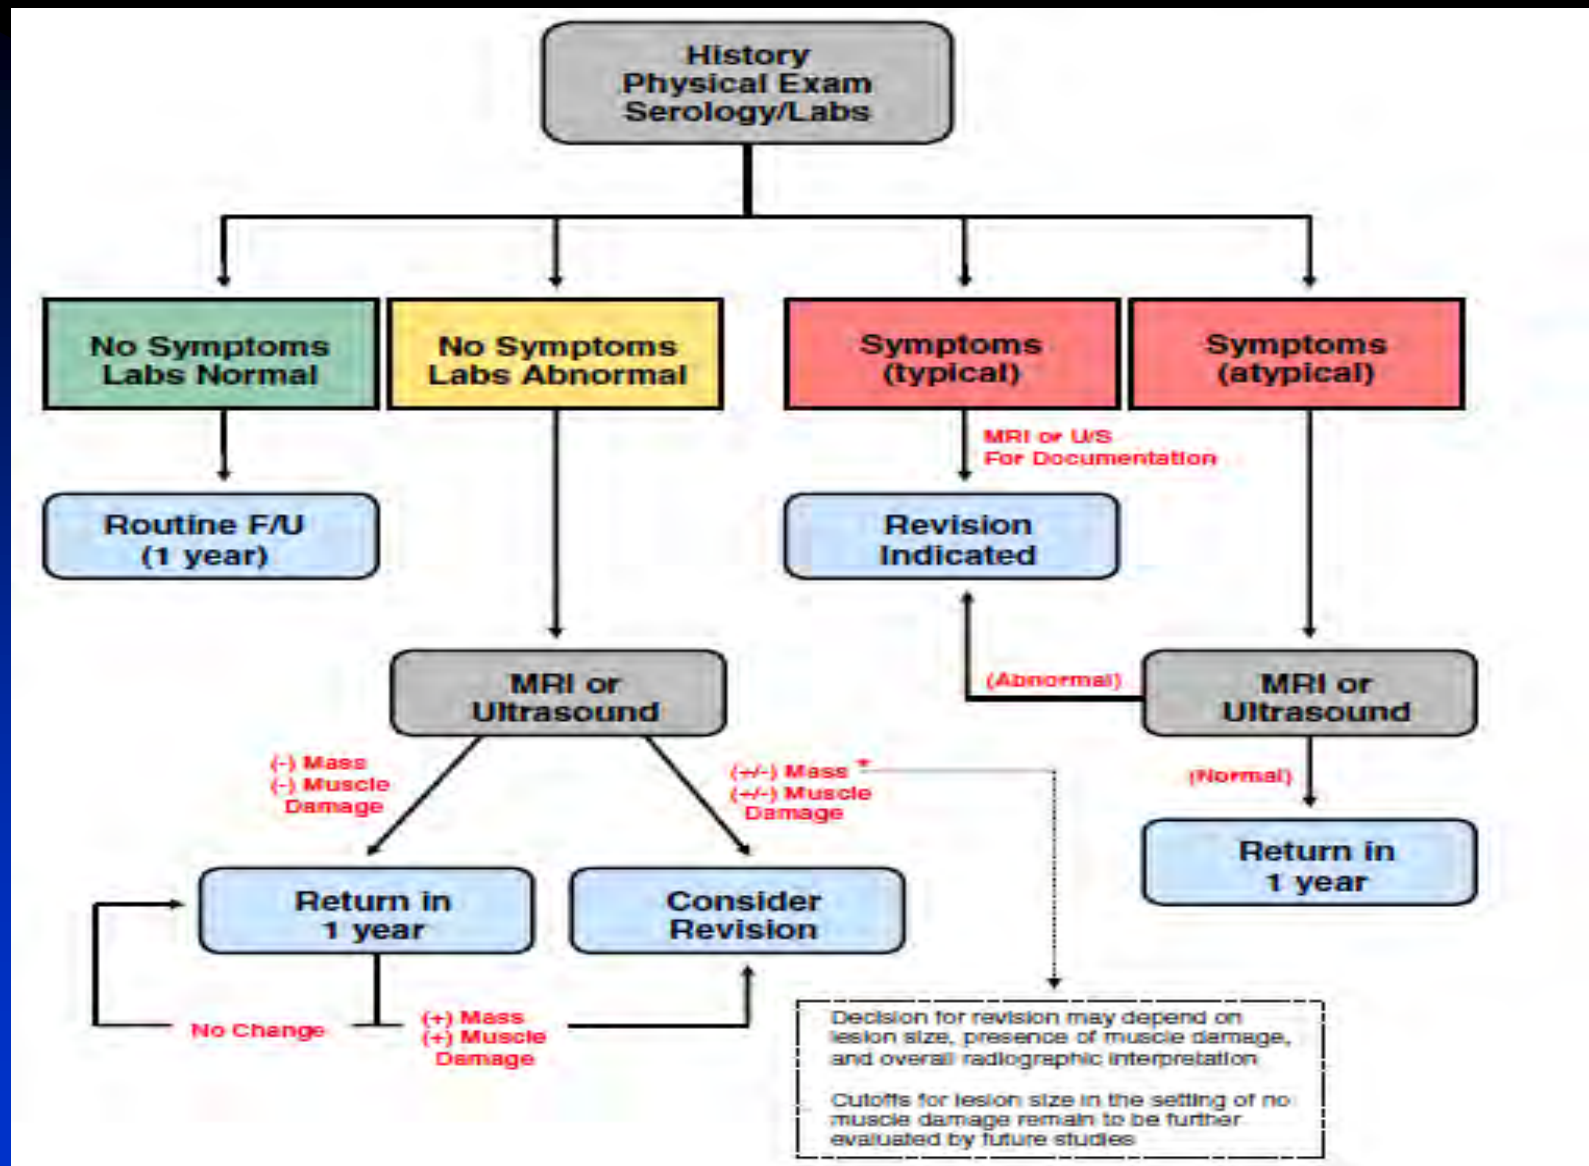 History
Physical Exam
Serology/Labs
No Symptoms
Labs Normal
No Symptoms
Labs Abnormal
Symptoms
(typical)
Symptoms
(atypical)
MRI or U/S
For Documentation
Routine F/U
(1 year)
Revision
Indicated
MRI or
Ultrasound
(Abnormal)
MRI or
Ultrasound
(-) Mass
(-) Muscle
Damage
(+/-) Mass *
(+/-) Muscle
Damage
(Normal)
Return in
1 year
Consider
Revision
Return in
1 year
No Change
(+) Mass
(+) Muscle
Damage
Decision for revision may depend on
lesion size, presence of muscle damage,
and overall radiographic interpretation
Cutoffs for lesion size in the setting of no
muscle damage remain to be further
evaluated by future studies